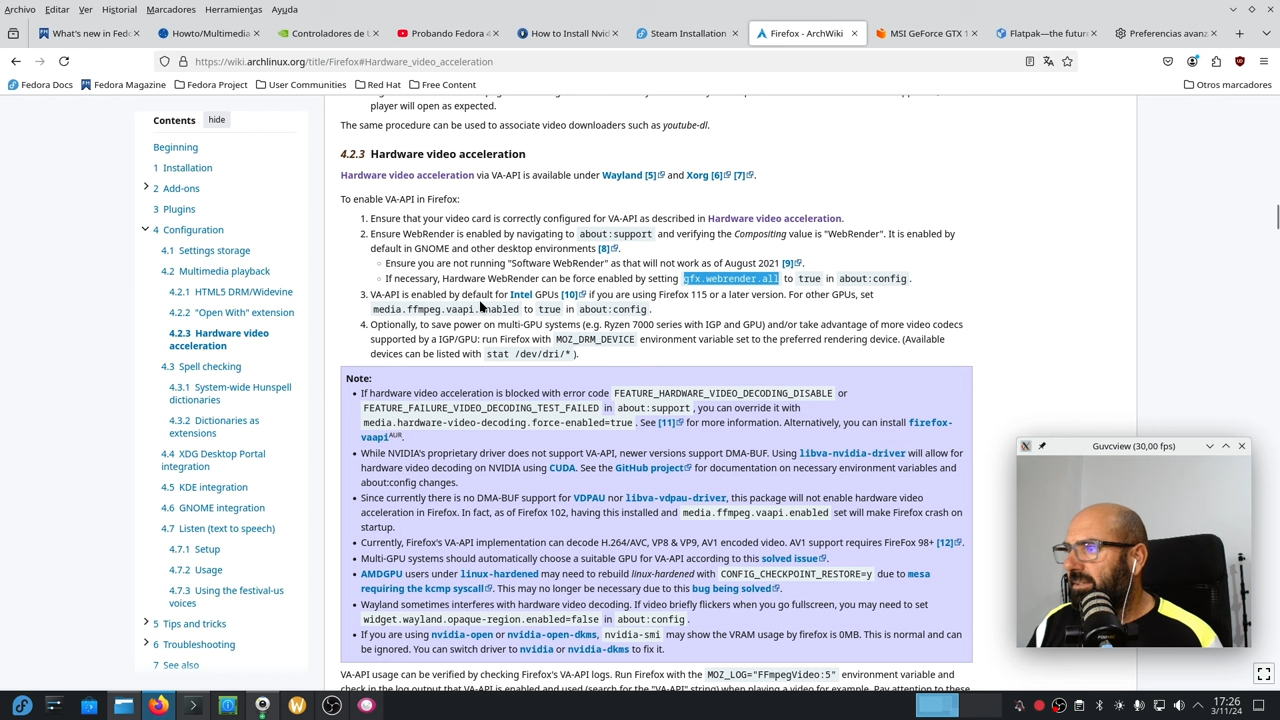 Archivo Editar Ver Historial Marcadores Herramientas Ayuda
What's new in Fed
Howto/Multimedia
Controladores de U
Probando Fedora 4
How to Install Nvid
Steam Installation
Firefox - ArchWiki
MSI GeForce GTX 1
Flatpak—the futur
Preferencias avanz
https://wiki.archlinux.org/title/Firefox#Hardware_video_acceleration
Fedora Docs Fedora Magazine Fedora Project User Communities Red Hat Free Content Otros marcadores
Contents hide
Beginning
1 Installation
2 Add-ons
3 Plugins
4 Configuration
4.1 Settings storage
4.2 Multimedia playback
4.2.1 HTML5 DRM/Widevine
4.2.2 "Open With" extension
4.2.3 Hardware video
acceleration
4.3 Spell checking
4.3.1 System-wide Hunspell
dictionaries
4.3.2 Dictionaries as
extensions
4.4 XDG Desktop Portal
integration
4.5 KDE integration
4.6 GNOME integration
4.7 Listen (text to speech)
4.7.1 Setup
4.7.2 Usage
4.7.3 Using the festival-us
voices
5 Tips and tricks
6 Troubleshooting
7 See also
player will open as expected.
The same procedure can be used to associate video downloaders such as youtube-dl.
4.2.3 Hardware video acceleration
Hardware video acceleration via VA-API is available under Wayland [5] and Xorg [6] [7].
To enable VA-API in Firefox:
1. Ensure that your video card is correctly configured for VA-API as described in Hardware video acceleration.
2. Ensure WebRender is enabled by navigating to about:support and verifying the Compositing value is "WebRender". It is enabled by
default in GNOME and other desktop environments [8].
Ensure you are not running "Software WebRender" as that will not work as of August 2021 [9].
If necessary, Hardware WebRender can be force enabled by setting gfx.webrender.all to true in about:config.
3. VA-API is enabled by default for Intel GPUs [10] if you are using Firefox 115 or a later version. For other GPUs, set
media.ffmpeg.vaapi.enabled to true in about:config.
4. Optionally, to save power on multi-GPU systems (e.g. Ryzen 7000 series with IGP and GPU) and/or take advantage of more video codecs
supported by a IGP/GPU: run Firefox with MOZ_DRM_DEVICE environment variable set to the preferred rendering device. (Available
devices can be listed with stat /dev/dri/*).
Note:
• If hardware video acceleration is blocked with error code FEATURE_HARDWARE_VIDEO_DECODING_DISABLE or
FEATURE_FAILURE_VIDEO_DECODING_TEST_FAILED in about:support, you can override it with
media.hardware-video-decoding.force-enabled=true. See [11] for more information. Alternatively, you can install firefox-
vaapiAUR.
• While NVIDIA's proprietary driver does not support VA-API, newer versions support DMA-BUF. Using libva-nvidia-driver will allow for
hardware video decoding on NVIDIA using CUDA. See the GitHub project for documentation on necessary environment variables and
about:config changes.
• Since currently there is no DMA-BUF support for VDPAU nor libva-vdpau-driver, this package will not enable hardware video
acceleration in Firefox. In fact, as of Firefox 102, having this installed and media.ffmpeg.vaapi.enabled set will make Firefox crash on
startup.
• Currently, Firefox's VA-API implementation can decode H.264/AVC, VP8 & VP9, AV1 encoded video. AV1 support requires FireFox 98+ [12].
• Multi-GPU systems should automatically choose a suitable GPU for VA-API according to this solved issue.
• AMDGPU users under linux-hardened may need to rebuild linux-hardened with CONFIG_CHECKPOINT_RESTORE=y due to mesa
requiring the kcmp syscall. This may no longer be necessary due to this bug being solved.
• Wayland sometimes interferes with hardware video decoding. If video briefly flickers when you go fullscreen, you may need to set
widget.wayland.opaque-region.enabled=false in about:config.
• If you are using nvidia-open or nvidia-open-dkms, nvidia-smi may show the VRAM usage by firefox is 0MB. This is normal and can
be ignored. You can switch driver to nvidia or nvidia-dkms to fix it.
VA-API usage can be verified by checking Firefox's VA-API logs. Run Firefox with the MOZ_LOG="FFmpegVideo:5" environment variable and
check in the log output that VA-API is enabled and used (search for the "VA-API" string) when playing a video for example. Pay attention to these
Guvcview (30,00 fps)
17:26
3/11/24